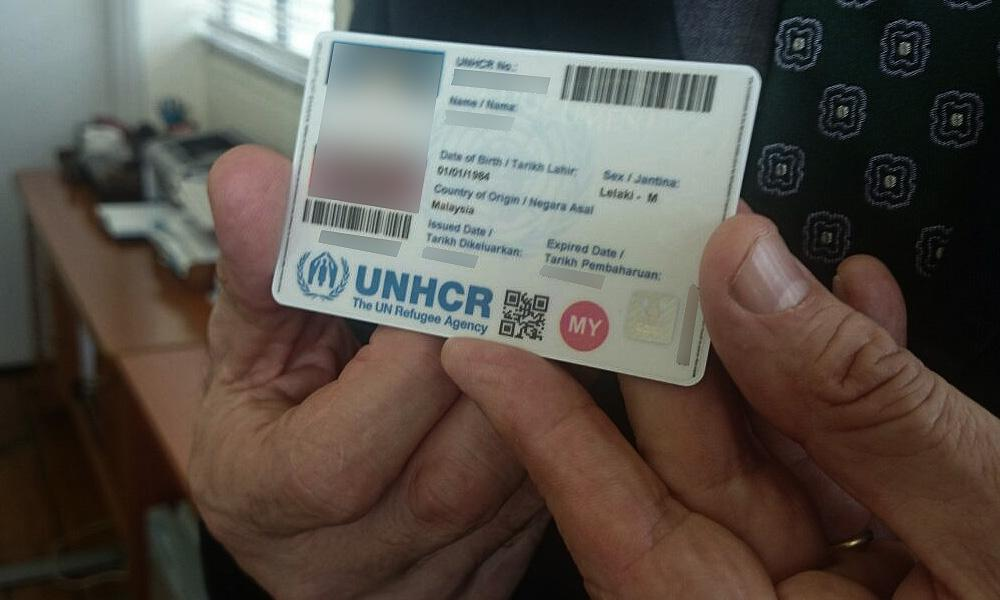 UNHCR No.:
Name / Nama:
Date of Birth / Tarikh Lahir:
01/01/1984
Sex / Jantina:
Lelaki - M
Country of Origin / Negara Asal
Malaysia
Issued Date /
Tarikh Dikeluarkan:
Expired Date /
Tarikh Pembaharuan:
UNHCR
The UN Refugee Agency
MY